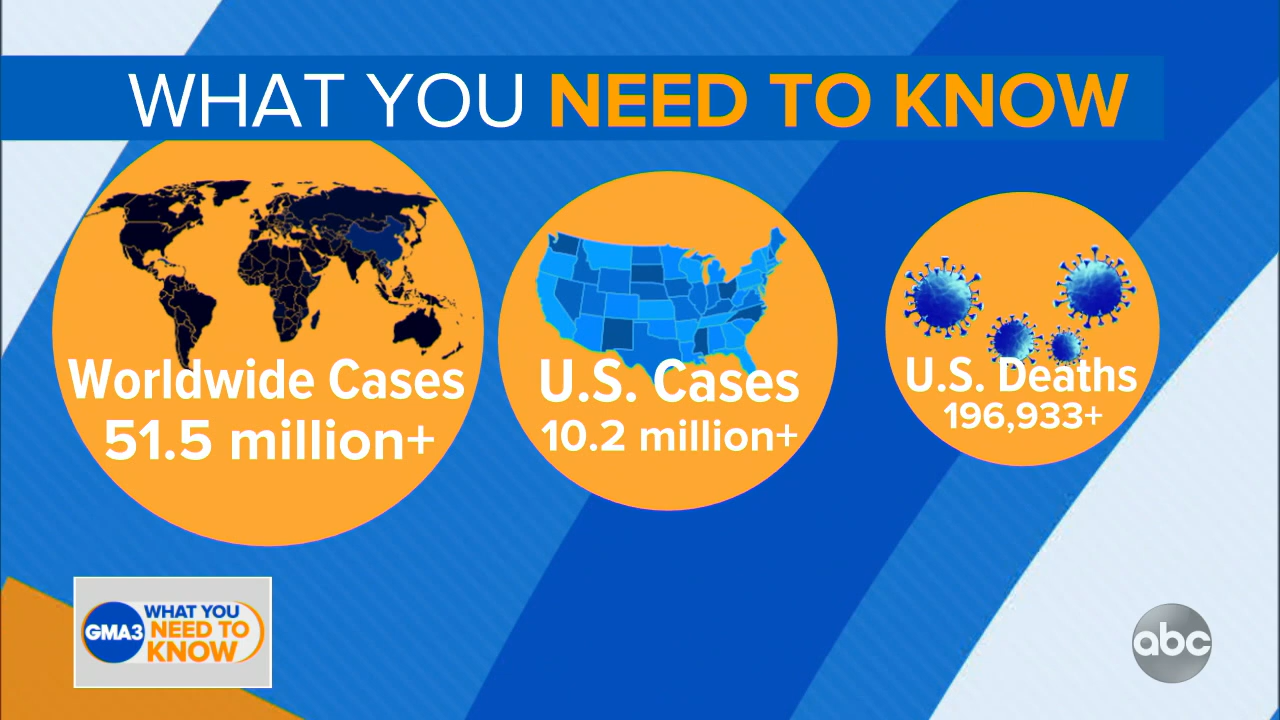 WHAT YOU NEED TO KNOW
Worldwide Cases
51.5 million+
U.S. Cases
10.2 million+
U.S. Deaths
196,933+
GMA3
WHAT YOU
NEED TO
KNOW
abc